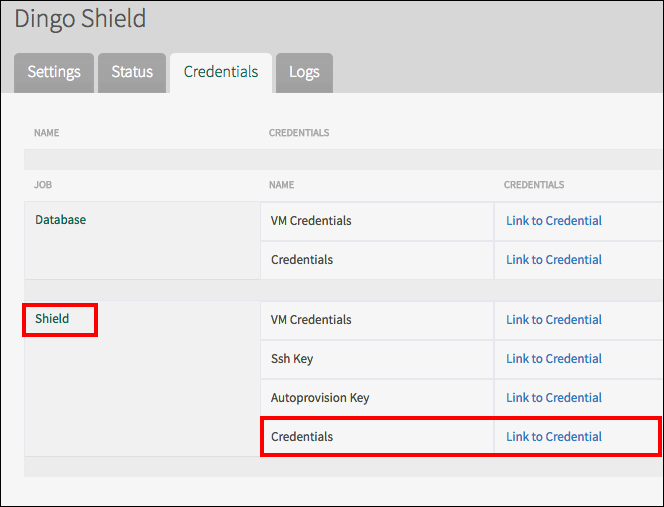 Dingo Shield
Settings Status Credentials Logs
NAME CREDENTIALS
JOB NAME CREDENTIALS
Database VM Credentials Link to Credential
Credentials Link to Credential
Shield VM Credentials Link to Credential
Ssh Key Link to Credential
Autoprovision Key Link to Credential
Credentials Link to Credential